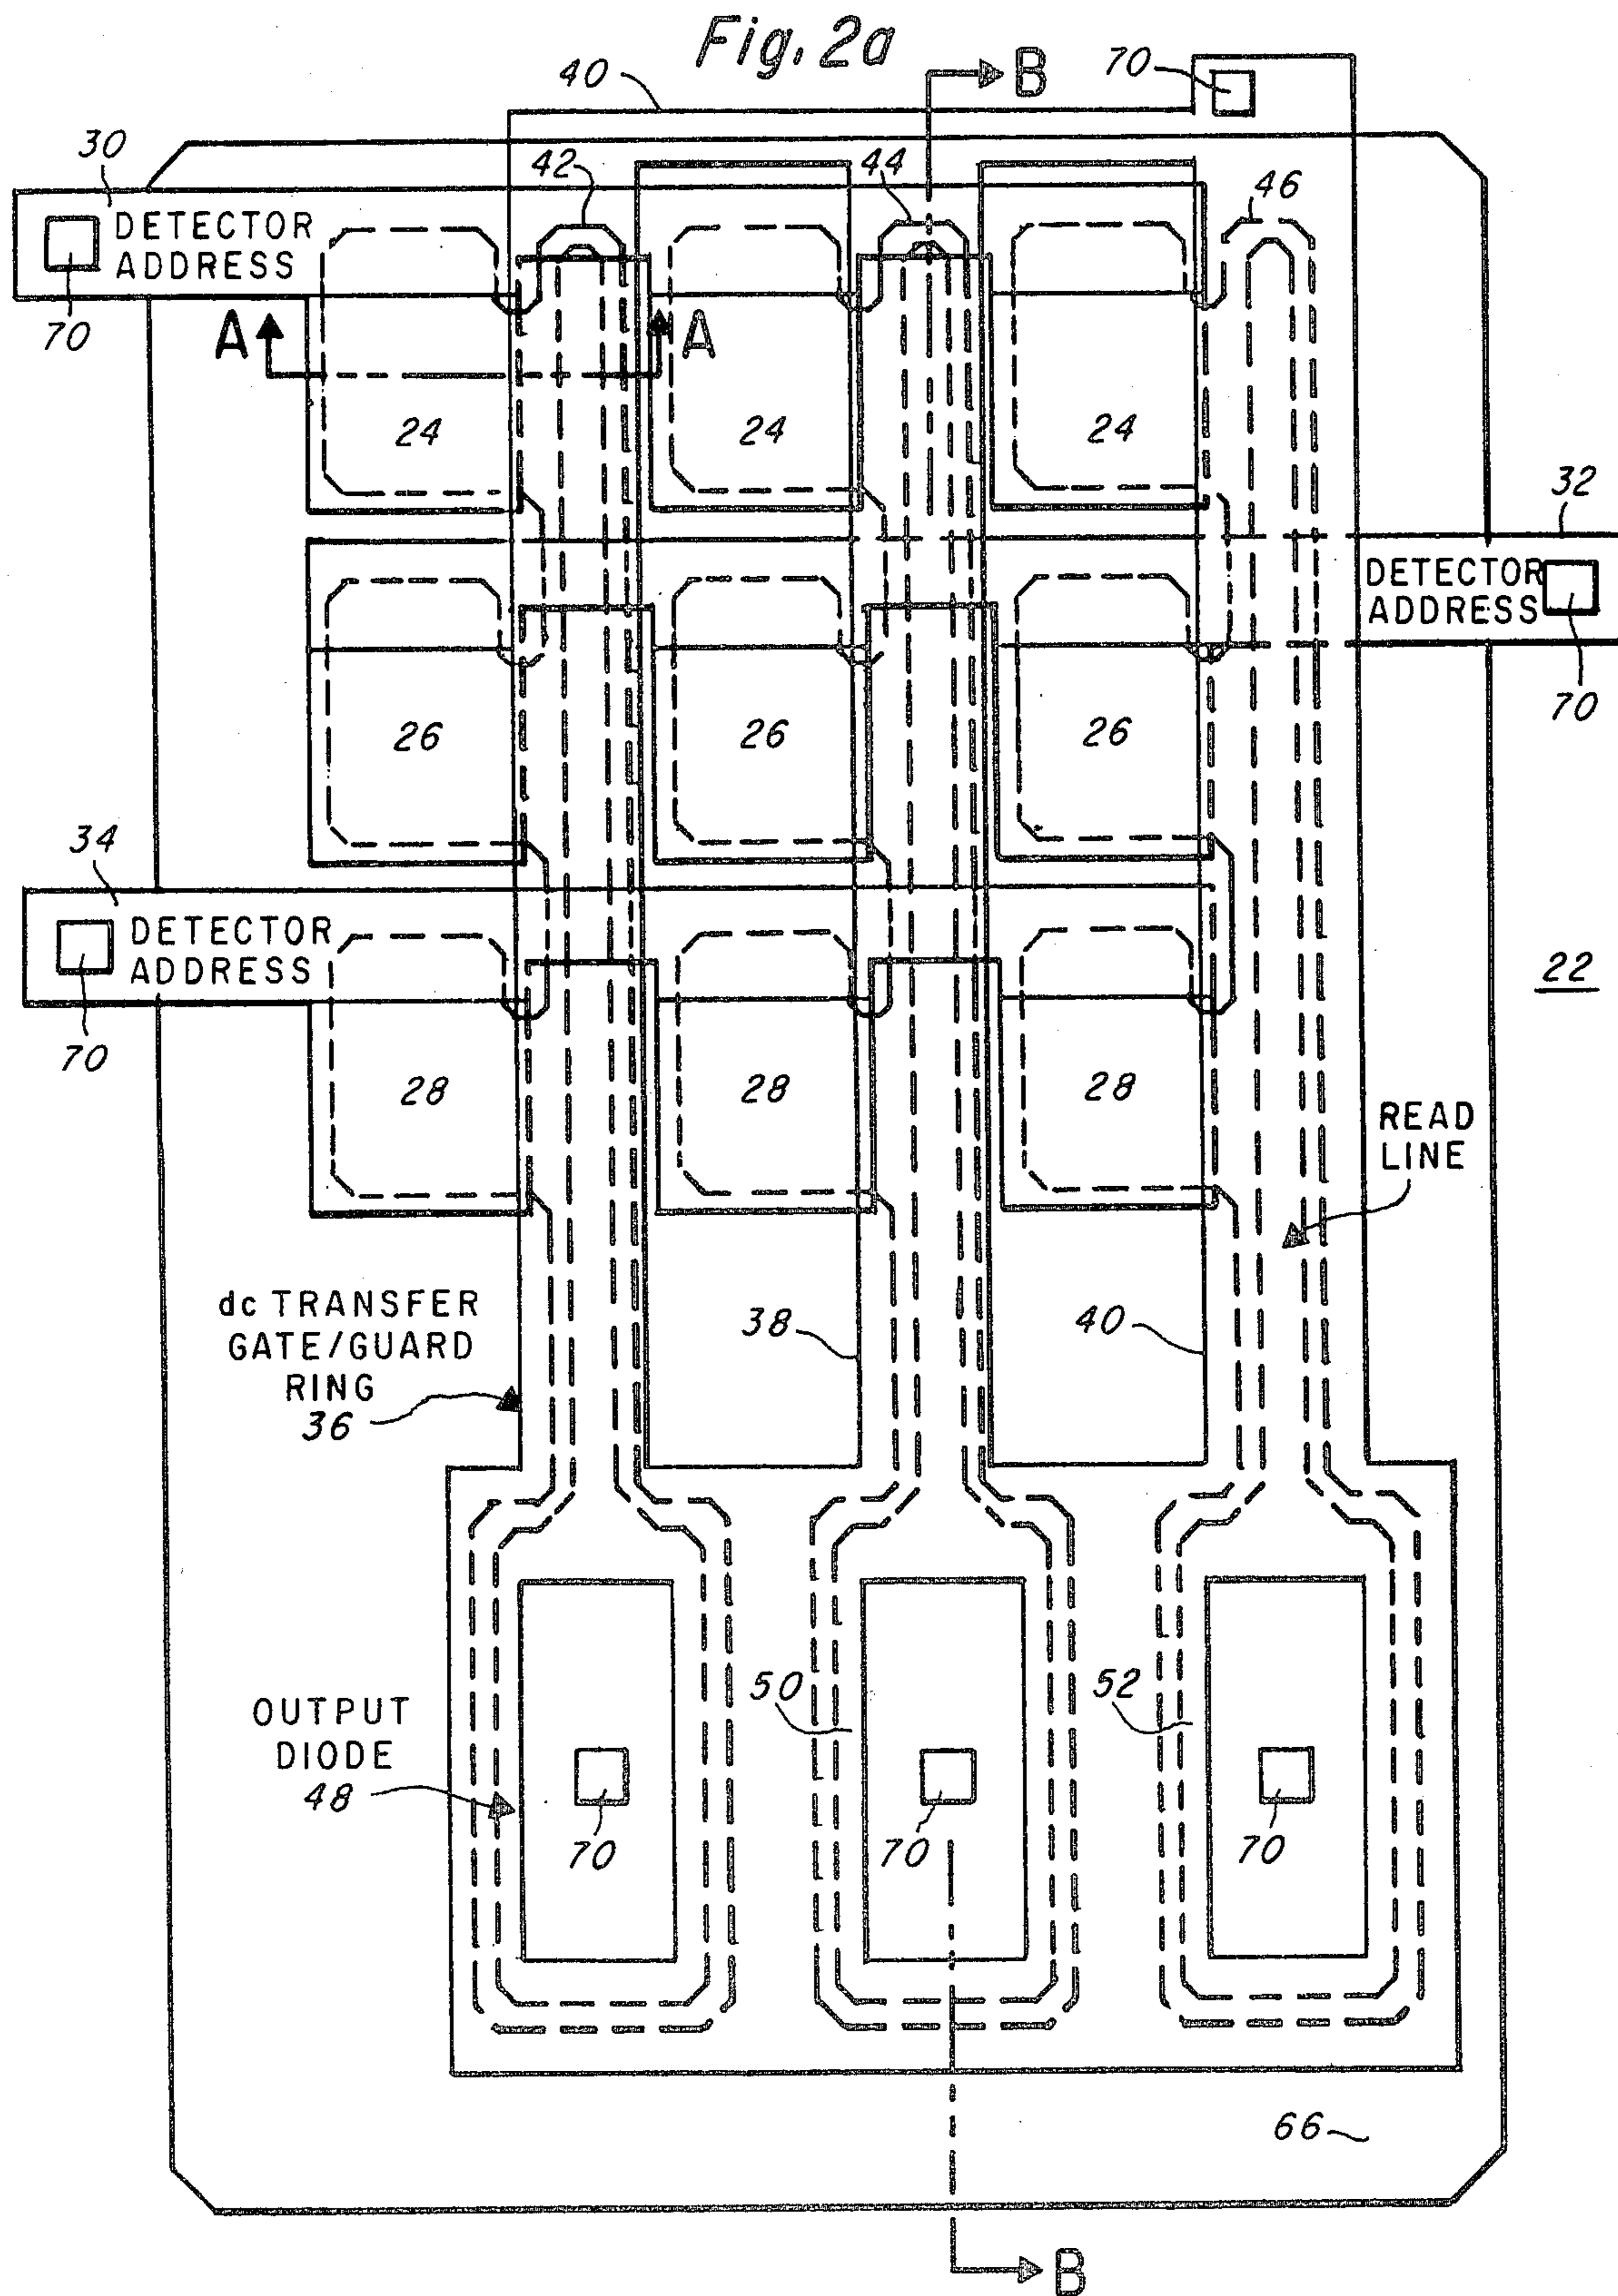 Fig. 2a
40
B
70
30
42
44
46
DETECTOR
ADDRESS
70
A A
24 24 24
32
DETECTOR
ADDRESS
70
26 26 26
34
DETECTOR
ADDRESS
70
22
28 28 28
READ
LINE
dc TRANSFER
GATE/GUARD
RING
36
38
40
OUTPUT
DIODE
48
50
52
70 70 70
66
B